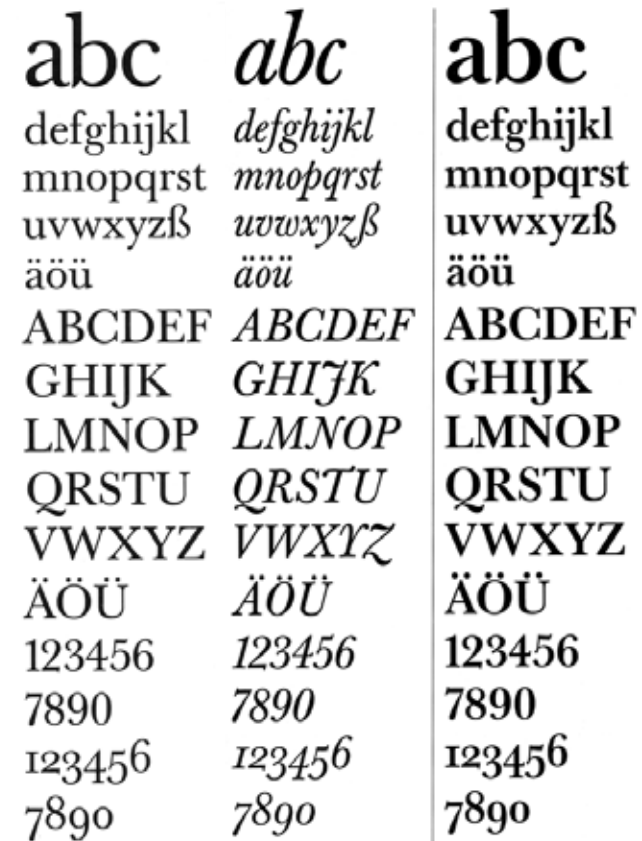 abc
defghijkl
mnopqrst
uvwxyzß
äöü
ABCDEF
GHIJK
LMNOP
QRSTU
VWXYZ
ÄÖÜ
123456
7890
123456
7890
abc
defghijkl
mnopqrst
uvwxyzß
äöü
ABCDEF
GHIJK
LMNOP
QRSTU
VWXYZ
ÄÖÜ
123456
7890
123456
7890
abc
defghijkl
mnopqrst
uvwxyzß
äöü
ABCDEF
GHIJK
LMNOP
QRSTU
VWXYZ
ÄÖÜ
123456
7890
123456
7890